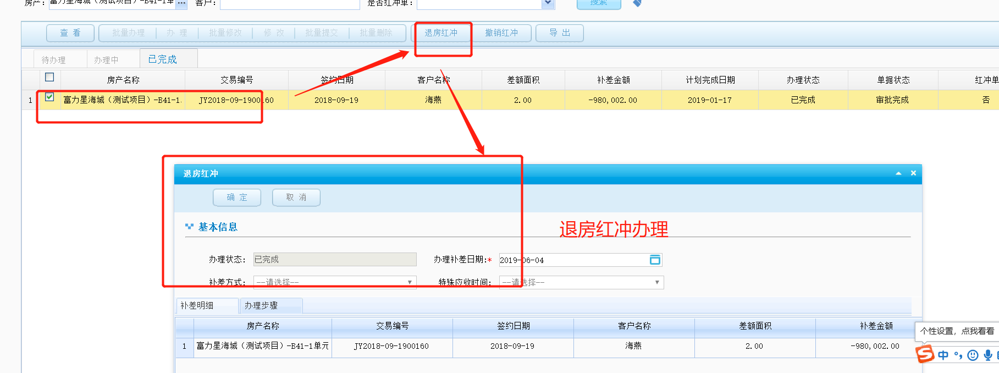 房产： 富力星海城（测试项目）-B41-1单 ... 客户： 是否红冲单： 搜索
查 看 批量办理 办 理 批量修改 修 改 批量提交 批量删除 退房红冲 撤销红冲 导 出
待办理 办理中 已完成
房产名称 交易编号 签约日期 客户名称 差额面积 补差金额 计划完成日期 办理状态 单据状态 红冲单
1 富力星海城（测试项目）-B41-1. JY2018-09-1900160 2018-09-19 海燕 2.00 -980,002.00 2019-01-17 已完成 审批完成 否
退房红冲
确 定 取 消
基本信息
退房红冲办理
办理状态： 已完成 办理补差日期:* 2019-06-04
补差方式： --请选择-- 特殊应收时间： --请选择--
补差明细 办理步骤
房产名称 交易编号 签约日期 客户名称 差额面积 补差金额
1 富力星海城（测试项目）-B41-1单元 JY2018-09-1900160 2018-09-19 海燕 2.00 -980,002.00
个性设置，点我看看
S 中 °,